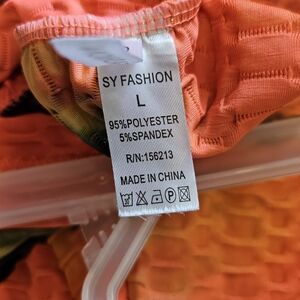 SY FASHION
L
95%POLYESTER
5%SPANDEX
R/N:156213
MADE IN CHINA